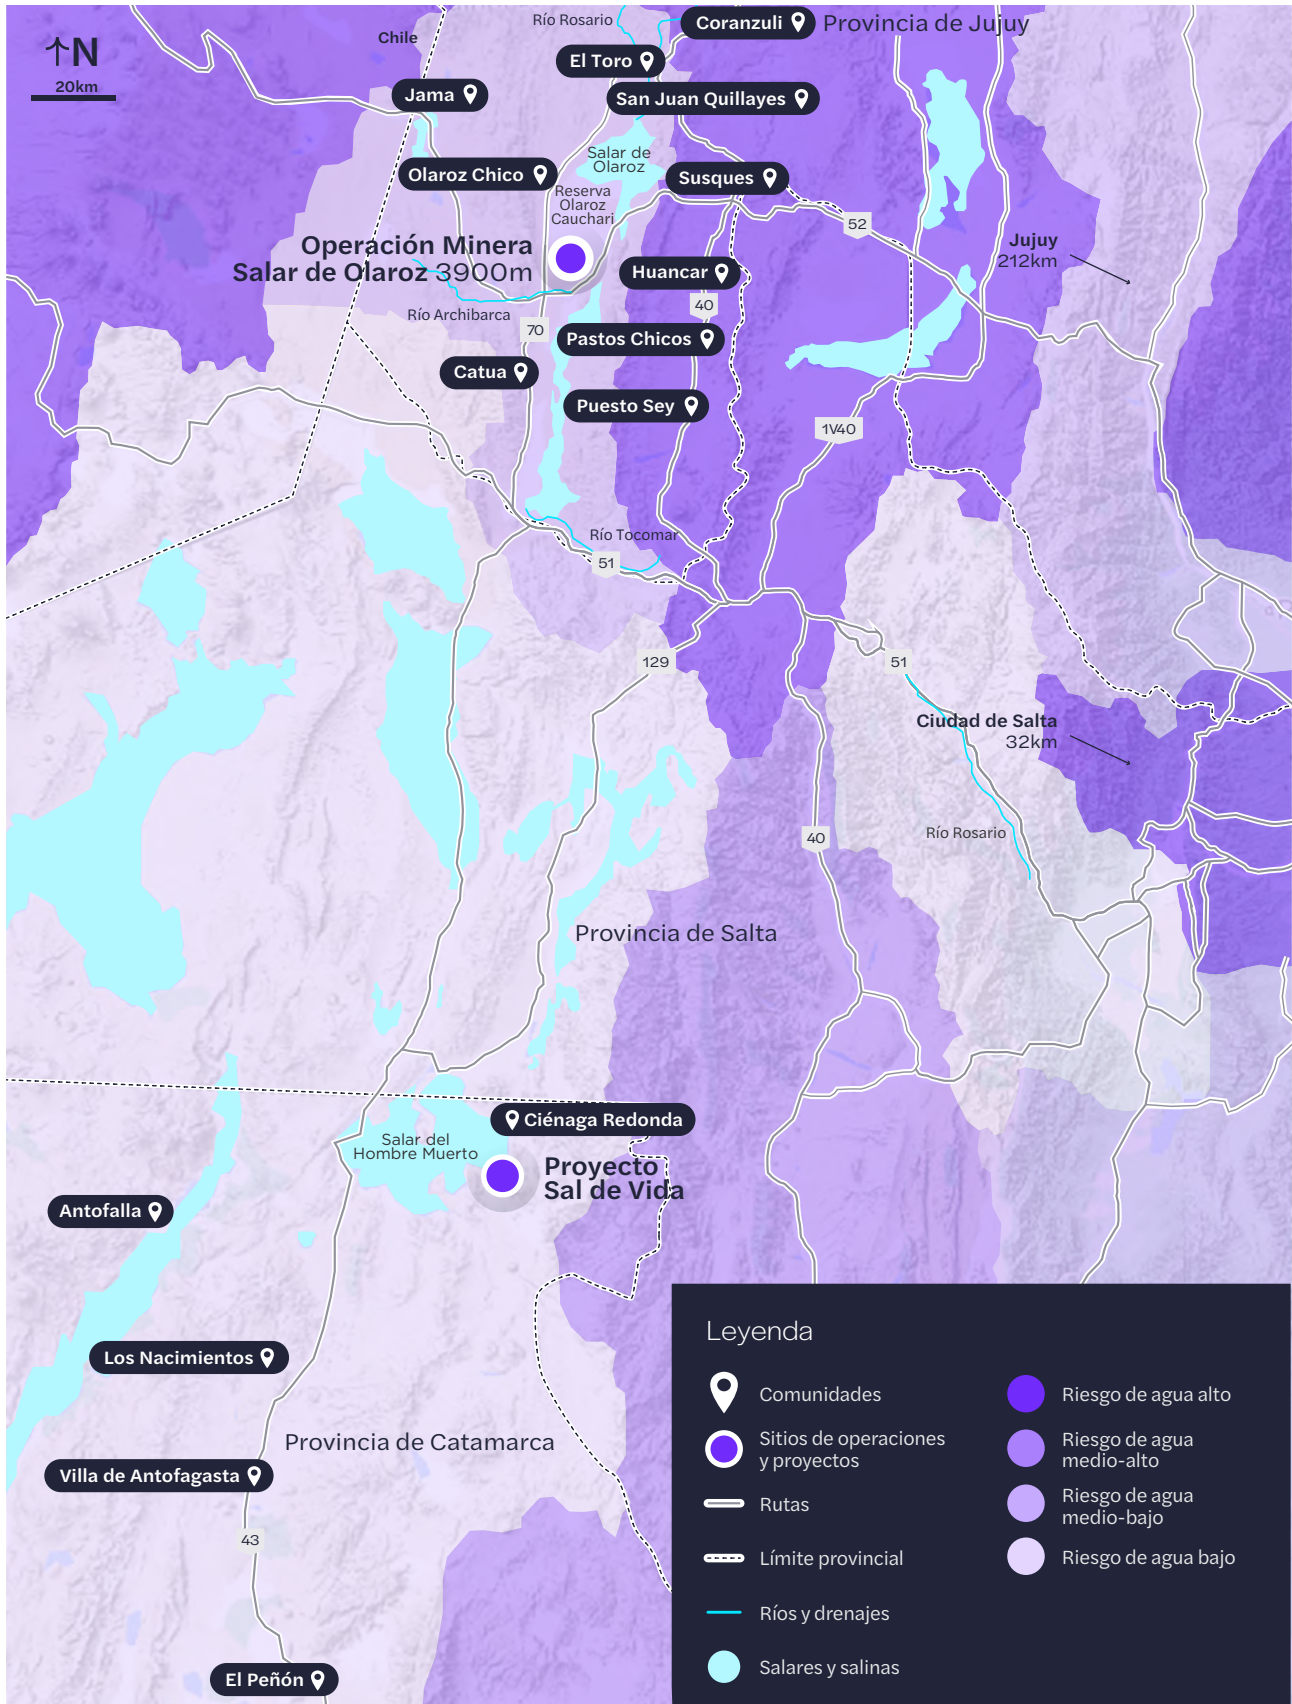 Río Rosario
Coranzuli
Provincia de Jujuy
Chile
N
20km
El Toro
Jama
San Juan Quillayes
Salar de
Olaroz
Olaroz Chico
Susques
Reserva
Olaroz
Cauchari
52
Operación Minera
Salar de Olaroz 3900m
Jujuy
212km
Huancar
40
Río Archibarca
70
Pastos Chicos
Catua
Puesto Sey
1V40
Río Tocomar
51
129
51
Ciudad de Salta
32km
Río Rosario
40
Provincia de Salta
Ciénaga Redonda
Salar del
Hombre Muerto
Proyecto
Sal de Vida
Antofalla
Los Nacimientos
Provincia de Catamarca
Villa de Antofagasta
43
El Peñón
Leyenda
Comunidades
Sitios de operaciones
y proyectos
Rutas
Límite provincial
Ríos y drenajes
Salares y salinas
Riesgo de agua alto
Riesgo de agua
medio-alto
Riesgo de agua
medio-bajo
Riesgo de agua bajo